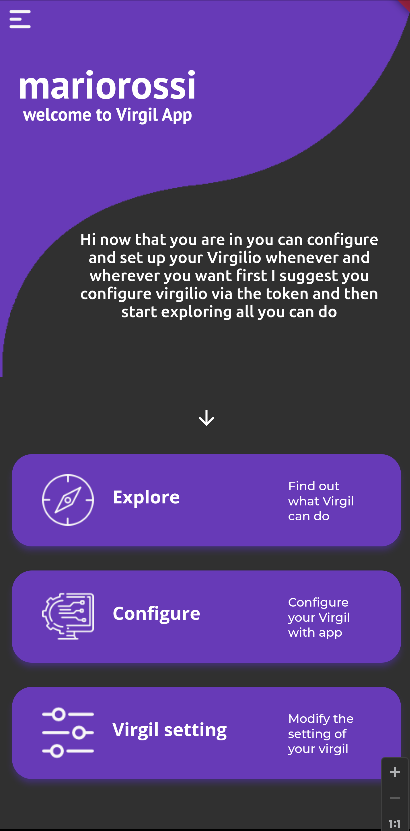 mariorossi
welcome to Virgil App
Hi now that you are in you can configure
and set up your Virgilio whenever and
wherever you want first I suggest you
configure virgilio via the token and then
start exploring all you can do
Explore
Find out
what Virgil
can do
Configure
Configure
your Virgil
with app
Virgil setting
Modify the
setting of
your virgil
+
−
1:1